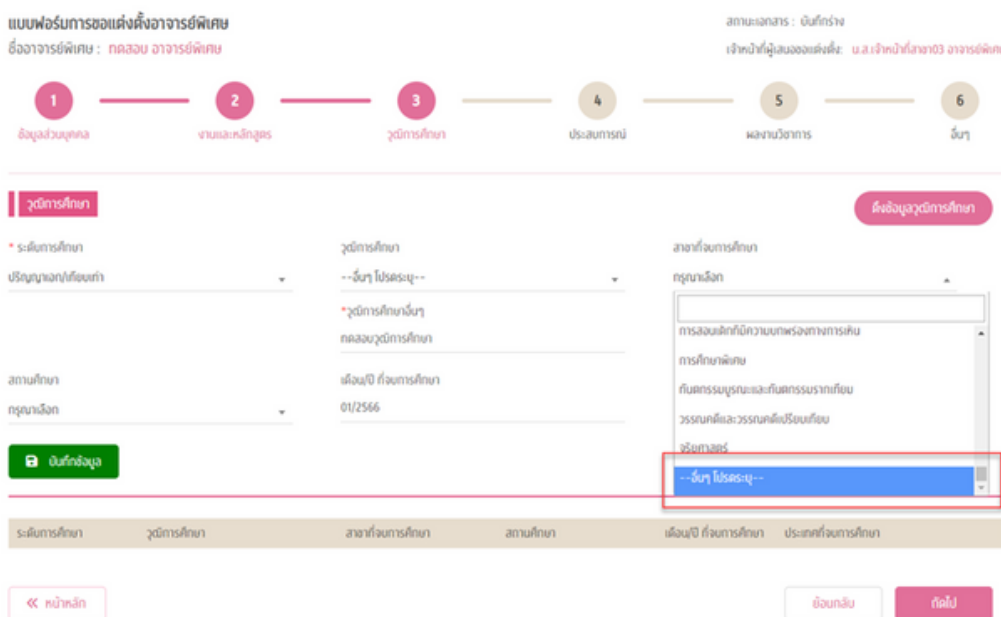 แบบฟอร์มการขอแต่งตั้งอาจารย์พิเศษ
สถานะเอกสาร : บันทึกร่าง
ชื่ออาจารย์พิเศษ : ทดสอบ อาจารย์พิเศษ
เจ้าหน้าที่ผู้เสนอขอแต่งตั้ง: น.ส.เจ้าหน้าที่สาขา03 อาจารย์พิเศษ
1 2 3 4 5 6
ข้อมูลส่วนบุคคล งานและหลักสูตร วุฒิการศึกษา ประสบการณ์ ผลงานวิชาการ อื่นๆ
วุฒิการศึกษา
ดึงข้อมูลวุฒิการศึกษา
* ระดับการศึกษา วุฒิการศึกษา สาขาที่จบการศึกษา
ปริญญาเอก/เทียบเท่า --อื่นๆ โปรดระบุ-- กรุณาเลือก
*วุฒิการศึกษาอื่นๆ
ทดสอบวุฒิการศึกษา
การสอนเด็กที่มีความบกพร่องทางการเห็น
การศึกษาพิเศษ
ทันตกรรมบูรณะและทันตกรรมรากเทียม
วรรณคดีและวรรณคดีเปรียบเทียบ
จริยศาสตร์
--อื่นๆ โปรดระบุ--
สถานศึกษา เดือน/ปี ที่จบการศึกษา
กรุณาเลือก 01/2566
บันทึกข้อมูล
ระดับการศึกษา วุฒิการศึกษา สาขาที่จบการศึกษา สถานศึกษา เดือน/ปี ที่จบการศึกษา ประเทศที่จบการศึกษา
หน้าหลัก ย้อนกลับ ถัดไป